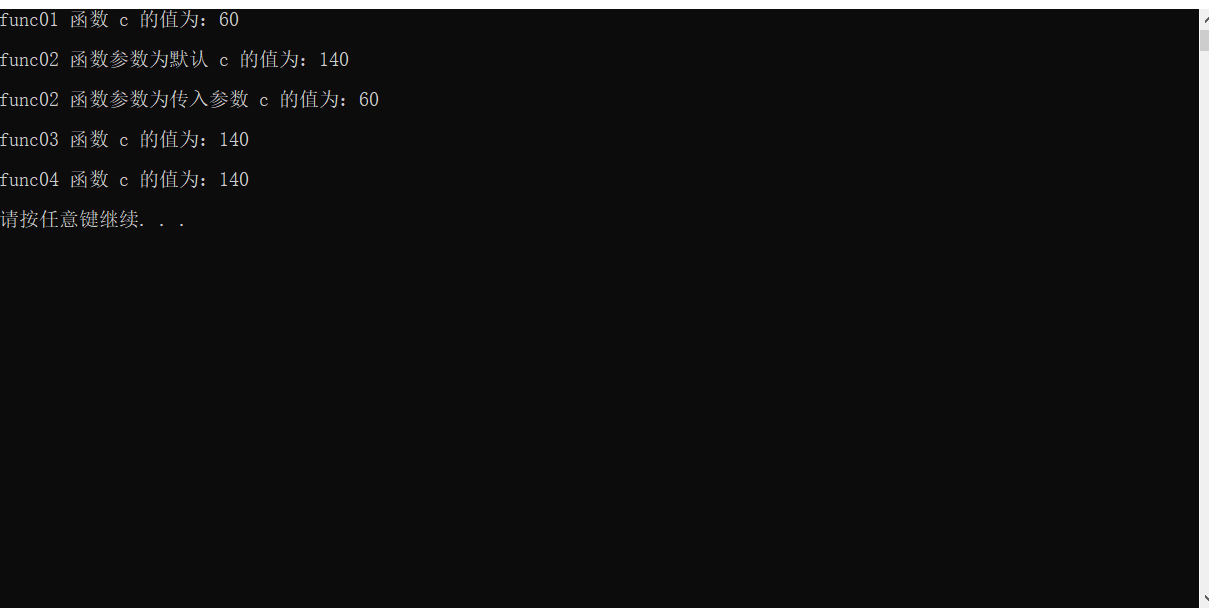 func01 函数 c 的值为：60
func02 函数参数为默认 c 的值为：140
func02 函数参数为传入参数 c 的值为：60
func03 函数 c 的值为：140
func04 函数 c 的值为：140
请按任意键继续. . .